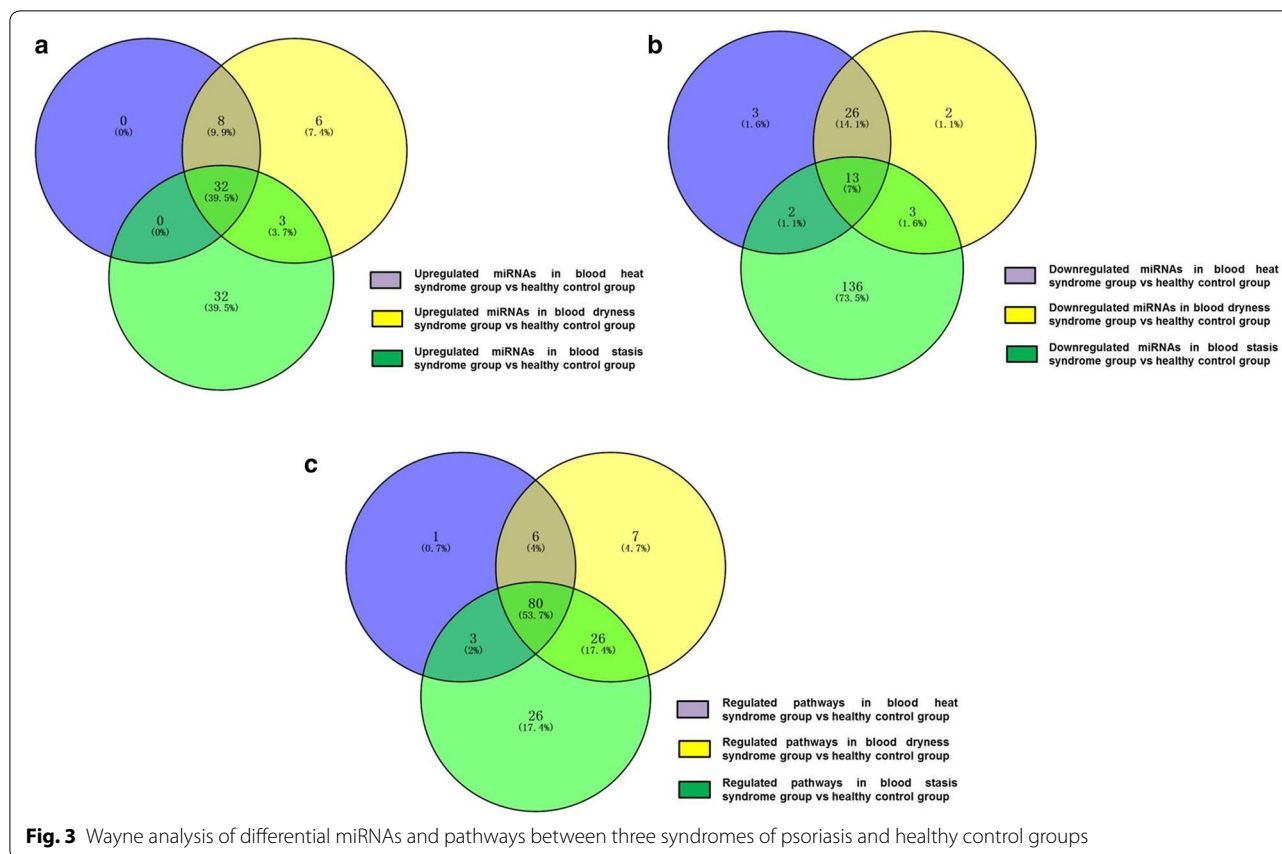 a
0
(0%)
8
(9.9%)
6
(7.4%)
32
(39.5%)
0
(0%)
3
(3.7%)
32
(39.5%)
Upregulated miRNAs in blood heat
syndrome group vs healthy control group
Upregulated miRNAs in blood dryness
syndrome group vs healthy control group
Upregulated miRNAs in blood stasis
syndrome group vs healthy control group
b
3
(1.6%)
26
(14.1%)
2
(1.1%)
13
(7%)
2
(1.1%)
3
(1.6%)
136
(73.5%)
Downregulated miRNAs in blood heat
syndrome group vs healthy control group
Downregulated miRNAs in blood dryness
syndrome group vs healthy control group
Downregulated miRNAs in blood stasis
syndrome group vs healthy control group
c
1
(0.7%)
6
(4%)
7
(4.7%)
80
(53.7%)
3
(2%)
26
(17.4%)
26
(17.4%)
Regulated pathways in blood heat
syndrome group vs healthy control group
Regulated pathways in blood dryness
syndrome group vs healthy control group
Regulated pathways in blood stasis
syndrome group vs healthy control group
Fig. 3 Wayne analysis of differential miRNAs and pathways between three syndromes of psoriasis and healthy control groups